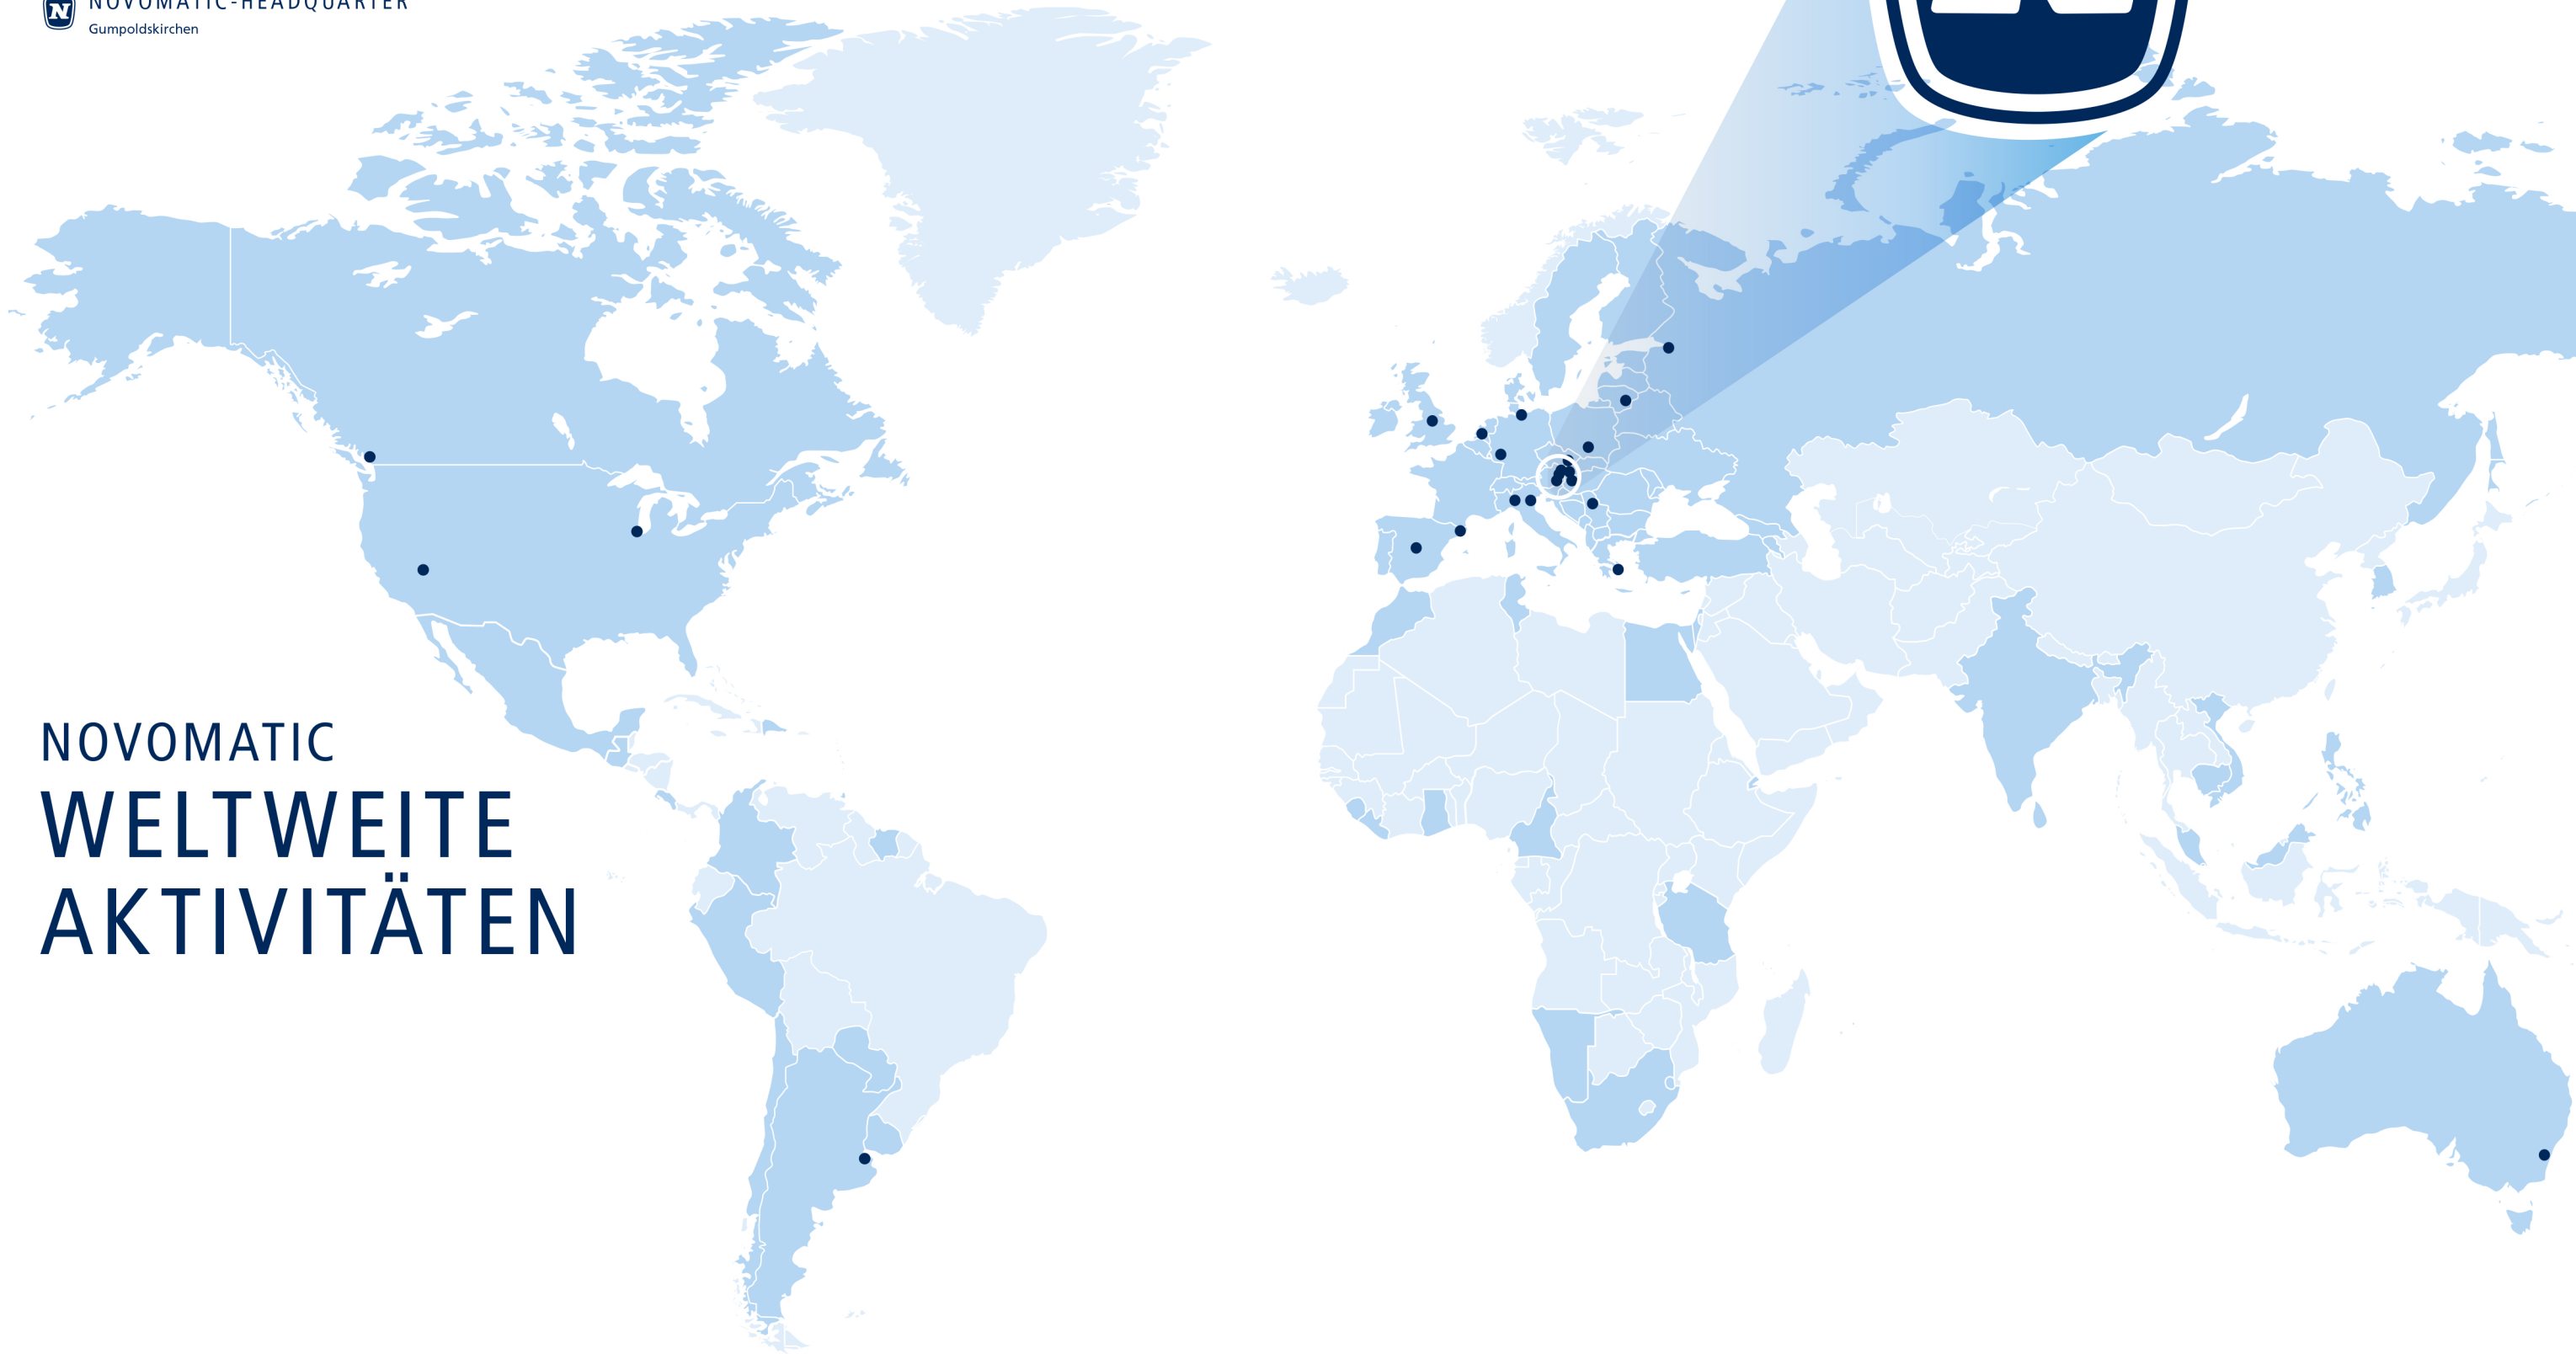 NOVOMATIC-HEADQUARTER
Gumpoldskirchen
NOVOMATIC
WELTWEITE
AKTIVITÄTEN